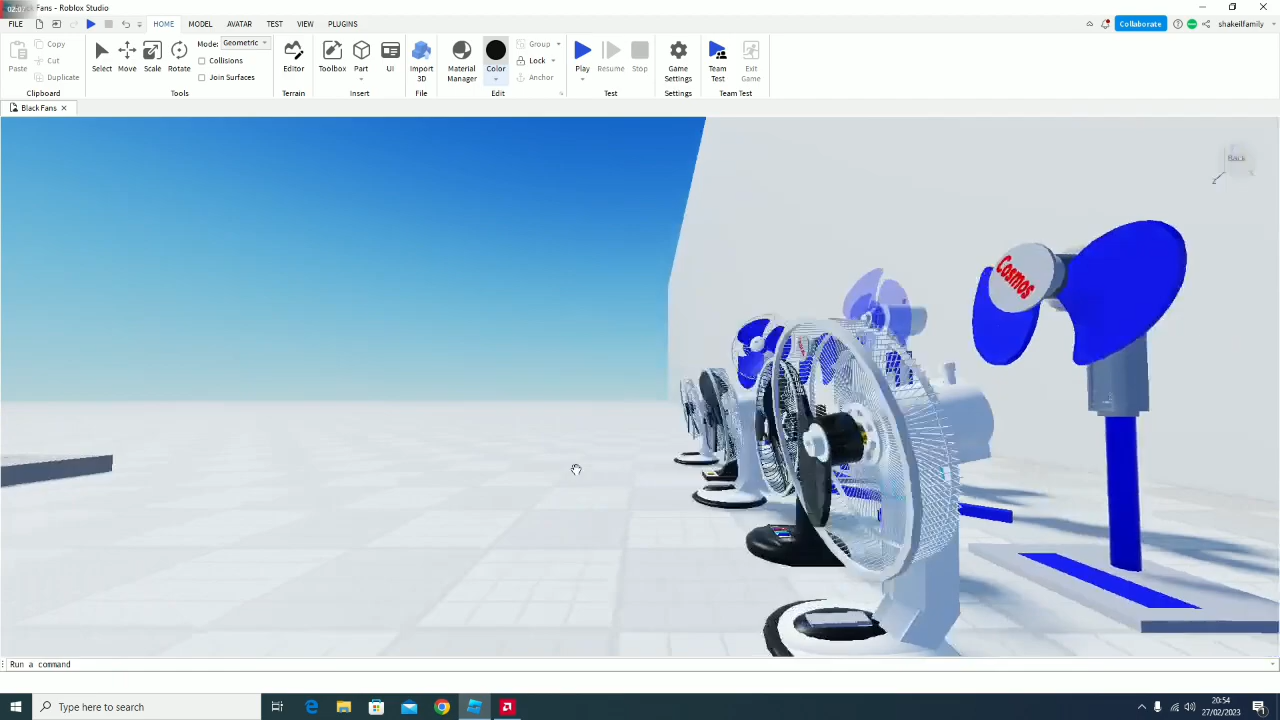 02:07
Fans - Roblox Studio
FILE
HOME MODEL AVATAR TEST VIEW PLUGINS
Collaborate
shakeilfamily
Paste
Copy
Cut
Duplicate
Clipboard
Select Move Scale Rotate
Mode: Geometric
Collisions
Join Surfaces
Tools
Editor
Terrain
Toolbox Part UI
Insert
Import 3D
File
Material Manager
Color
Group
Lock
Anchor
Edit
Play Resume Stop
Test
Game Settings
Settings
Team Test
Exit Game
Team Test
Black Fans
Back
Cosmos
Run a command
Type here to search
20:54
27/02/2023